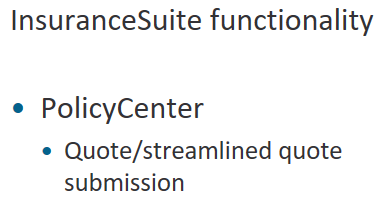 InsuranceSuite functionality
• PolicyCenter
• Quote/streamlined quote
submission